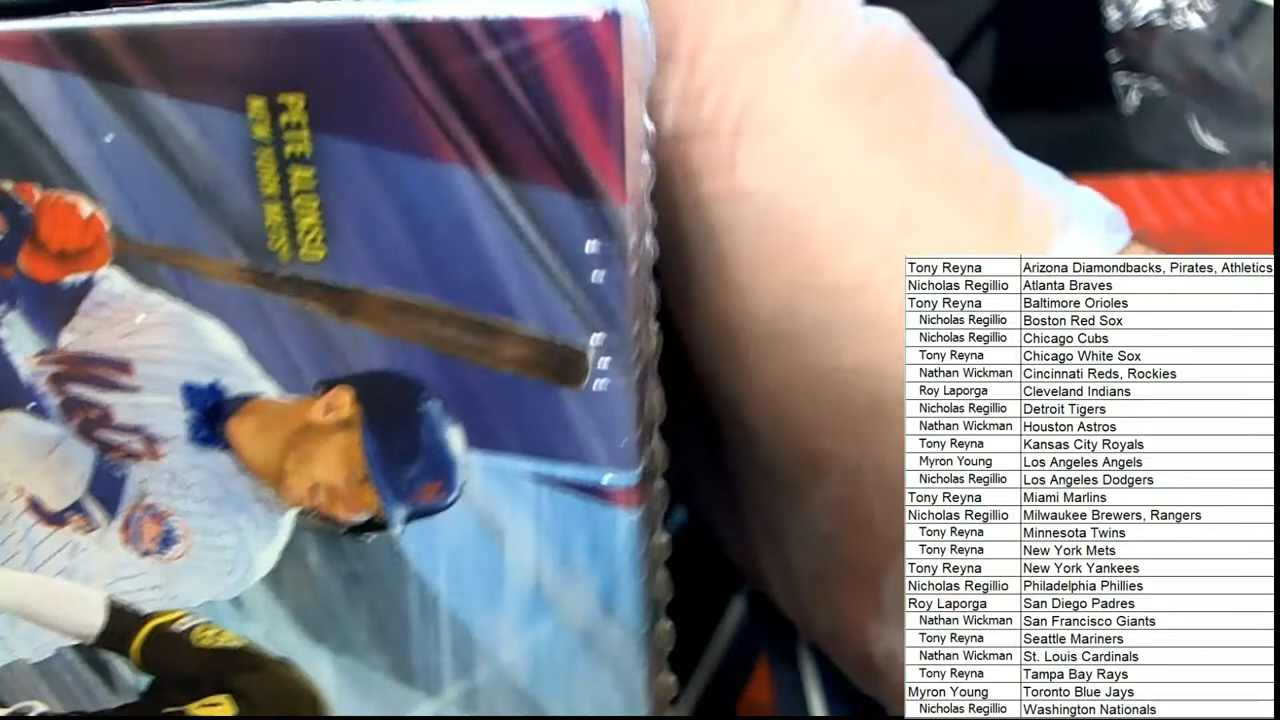 PETE ALONSO
NEW YORK METS
Mets
Tony Reyna Arizona Diamondbacks, Pirates, Athletics
Nicholas Regillio Atlanta Braves
Tony Reyna Baltimore Orioles
Nicholas Regillio Boston Red Sox
Nicholas Regillio Chicago Cubs
Tony Reyna Chicago White Sox
Nathan Wickman Cincinnati Reds, Rockies
Roy Laporga Cleveland Indians
Nicholas Regillio Detroit Tigers
Nathan Wickman Houston Astros
Tony Reyna Kansas City Royals
Myron Young Los Angeles Angels
Nicholas Regillio Los Angeles Dodgers
Tony Reyna Miami Marlins
Nicholas Regillio Milwaukee Brewers, Rangers
Tony Reyna Minnesota Twins
Tony Reyna New York Mets
Tony Reyna New York Yankees
Nicholas Regillio Philadelphia Phillies
Roy Laporga San Diego Padres
Nathan Wickman San Francisco Giants
Tony Reyna Seattle Mariners
Nathan Wickman St. Louis Cardinals
Tony Reyna Tampa Bay Rays
Myron Young Toronto Blue Jays
Nicholas Regillio Washington Nationals